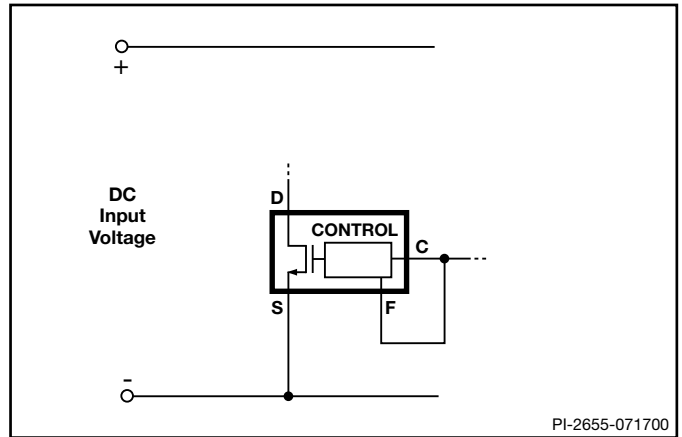 +
DC
Input
Voltage
D
CONTROL
C
S
F
-
PI-2655-071700